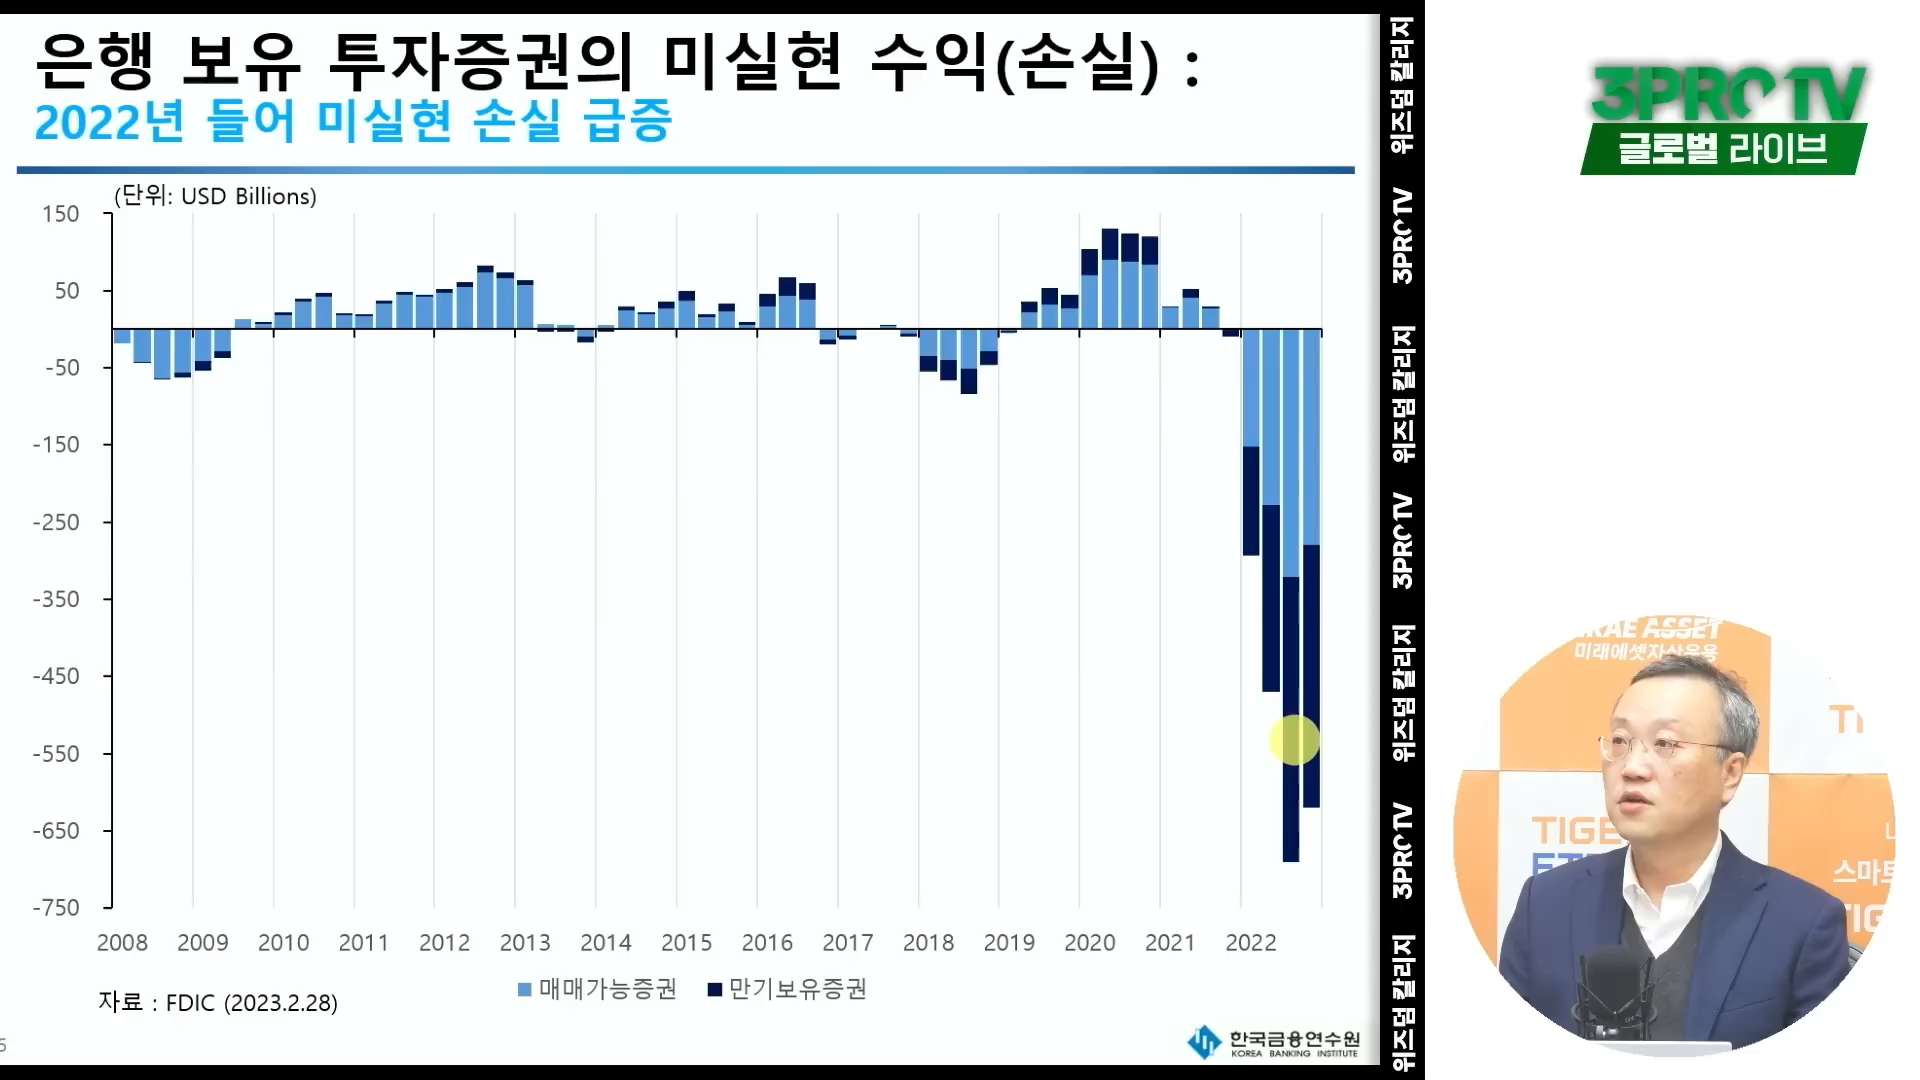 은행 보유 투자증권의 미실현 수익(손실) :
2022년 들어 미실현 손실 급증
(단위: USD Billions)
150
50
-50
-150
-250
-350
-450
-550
-650
-750
2008 2009 2010 2011 2012 2013 2014 2015 2016 2017 2018 2019 2020 2021 2022
매매가능증권 만기보유증권
자료 : FDIC (2023.2.28)
5
한국금융연수원
KOREA BANKING INSTITUTE
위즈덤 칼리지
3PROTV
위즈덤 칼리지
3PROTV
위즈덤 칼리지
3PROTV
위즈덤 칼리지
3PROTV
글로벌 라이브
ASSET
미래에셋자산운용
TIGE
스마트